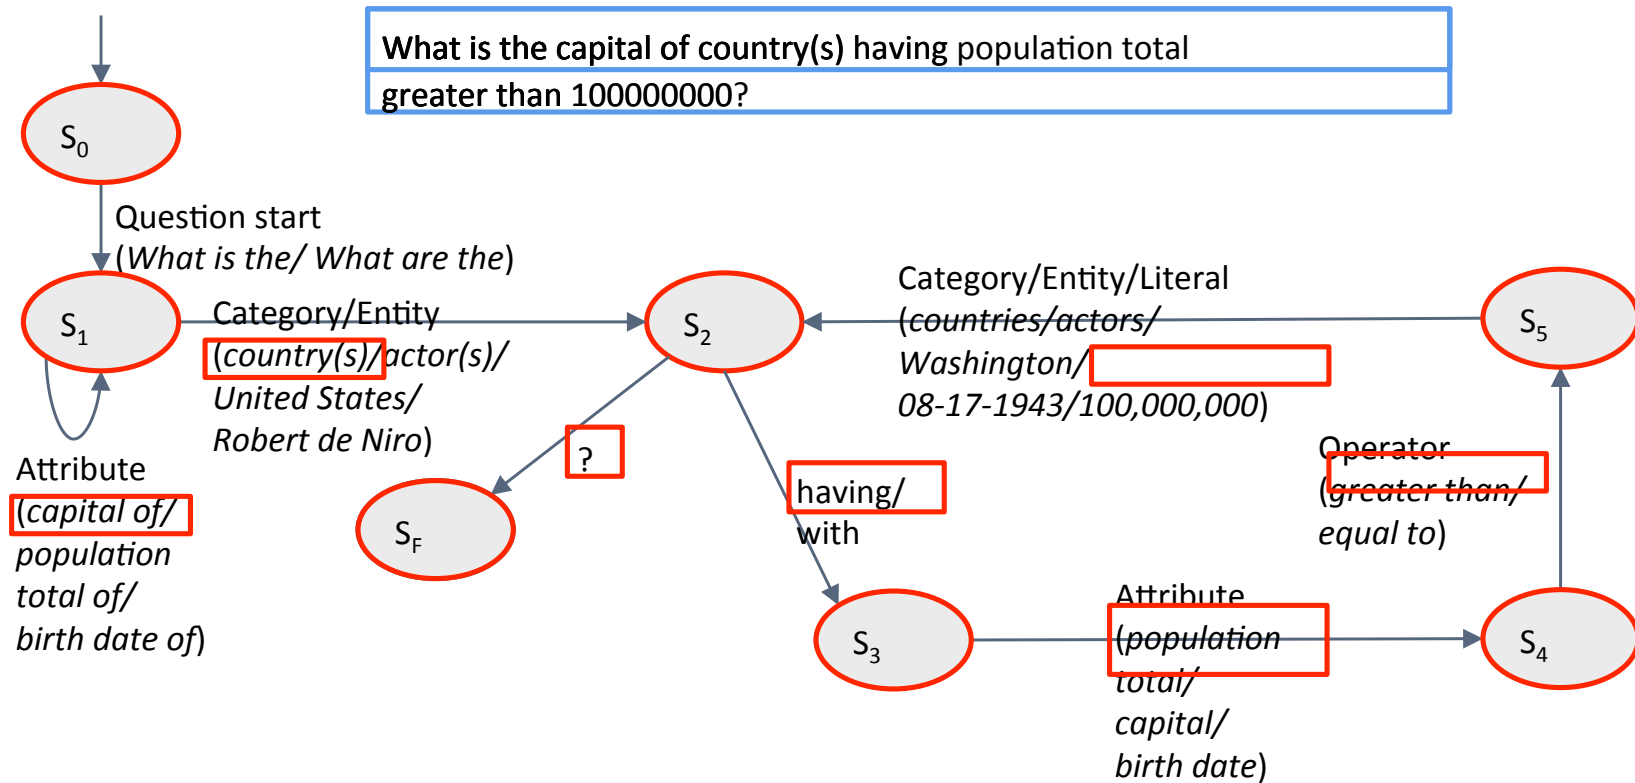 What is the capital of country(s) having population total
greater than 100000000?
S0
Question start
(What is the/ What are the)
S1
Category/Entity
(country(s)/actor(s)/
United States/
Robert de Niro)
S2
Category/Entity/Literal
(countries/actors/
Washington/
08-17-1943/100,000,000)
S5
Attribute
(capital of/
population
total of/
birth date of)
?
SF
having/
with
Operator
(greater than/
equal to)
S3
Attribute
(population
total/
capital/
birth date)
S4